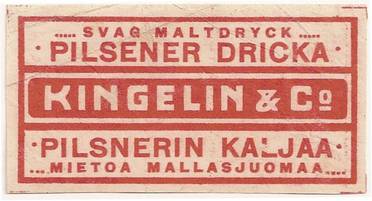 ..... SVAG MALTDRYCK .....
· PILSENER DRICKA ·
KINGELIN & Co
· PILSNERIN KALJAA ·
..... MIETOA MALLASJUOMAA .....